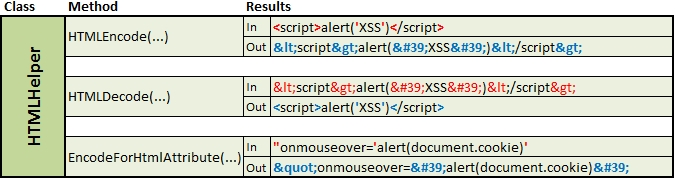 Class Method Results
HTMLHelper
HTMLEncode(...)
In <script>alert('XSS')</script>
Out &lt;script&gt;alert(&#39;XSS&#39;)&lt;/script&gt;
HTMLDecode(...)
In &lt;script&gt;alert(&#39;XSS&#39;)&lt;/script&gt;
Out <script>alert('XSS')</script>
EncodeForHtmlAttribute(...)
In "onmouseover='alert(document.cookie)'
Out &quot;onmouseover=&#39;alert(document.cookie)&#39;